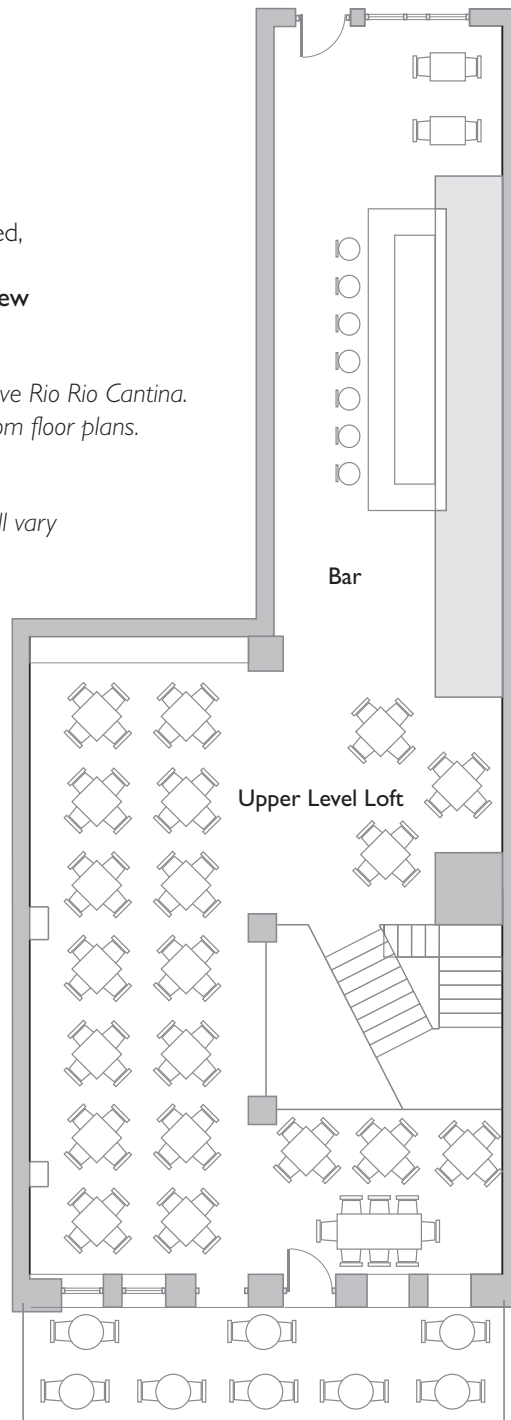 ed,
ew
ve Rio Rio Cantina.
om floor plans.
ll vary
Bar
Upper Level Loft